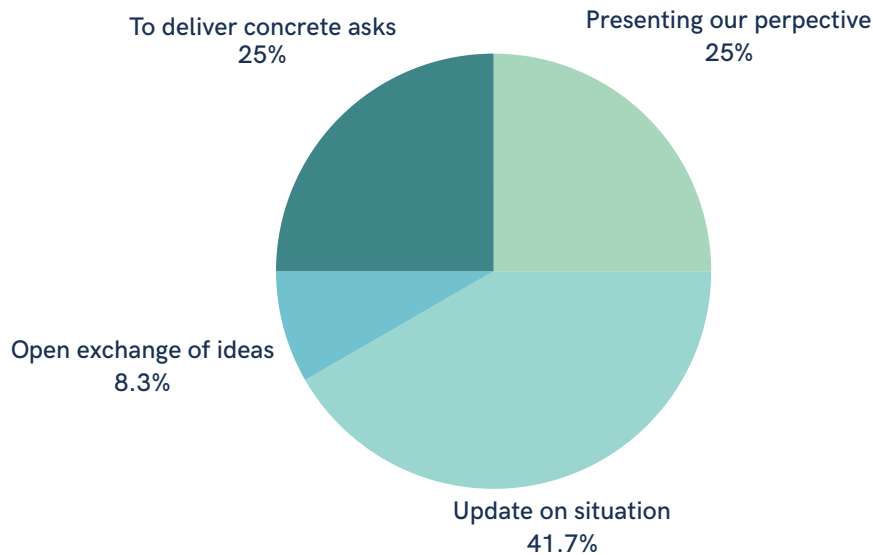 To deliver concrete asks
25%
Presenting our perpective
25%
Open exchange of ideas
8.3%
Update on situation
41.7%